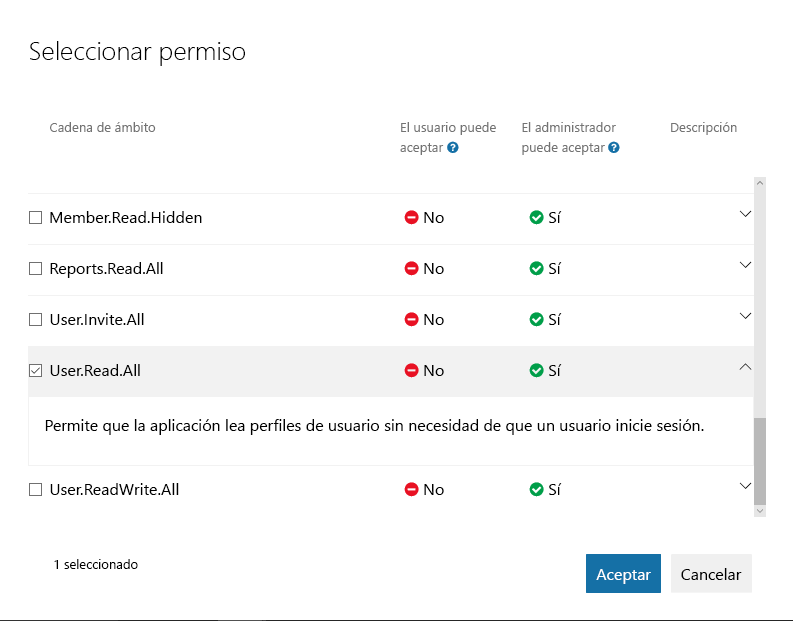 Seleccionar permiso
Cadena de ámbito
El usuario puede
aceptar ?
El administrador
puede aceptar ?
Descripción
Member.Read.Hidden No Sí
Reports.Read.All No Sí
User.Invite.All No Sí
User.Read.All No Sí
Permite que la aplicación lea perfiles de usuario sin necesidad de que un usuario inicie sesión.
User.ReadWrite.All No Sí
1 seleccionado
Aceptar Cancelar